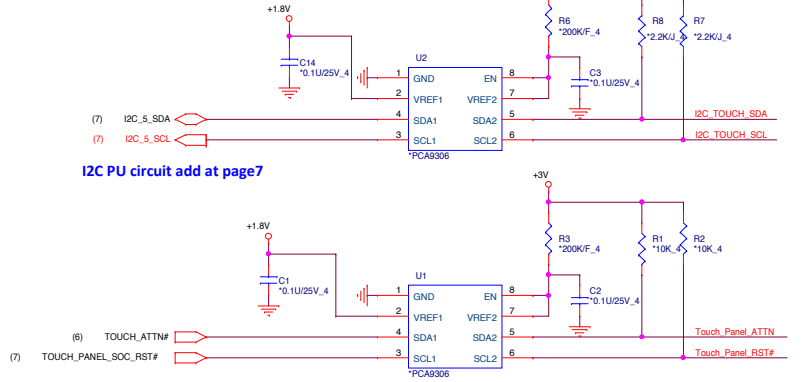 +1.8V
R6
*200K/F_4
R8
*2.2K/J_4
R7
*2.2K/J_4
C14
*0.1U/25V_4
U2
C3
*0.1U/25V_4
1 GND EN 8
2 VREF1 VREF2 7
(7) I2C_5_SDA 4 SDA1 SDA2 5 I2C_TOUCH_SDA
(7) I2C_5_SCL 3 SCL1 SCL2 6 I2C_TOUCH_SCL
*PCA9306
I2C PU circuit add at page7
+3V
+1.8V
R3
*200K/F_4
R1
*10K_4
R2
*10K_4
C1
*0.1U/25V_4
U1
C2
*0.1U/25V_4
1 GND EN 8
2 VREF1 VREF2 7
(6) TOUCH_ATTN# 4 SDA1 SDA2 5 Touch_Panel_ATTN
(7) TOUCH_PANEL_SOC_RST# 3 SCL1 SCL2 6 Touch_Panel_RST#
*PCA9306